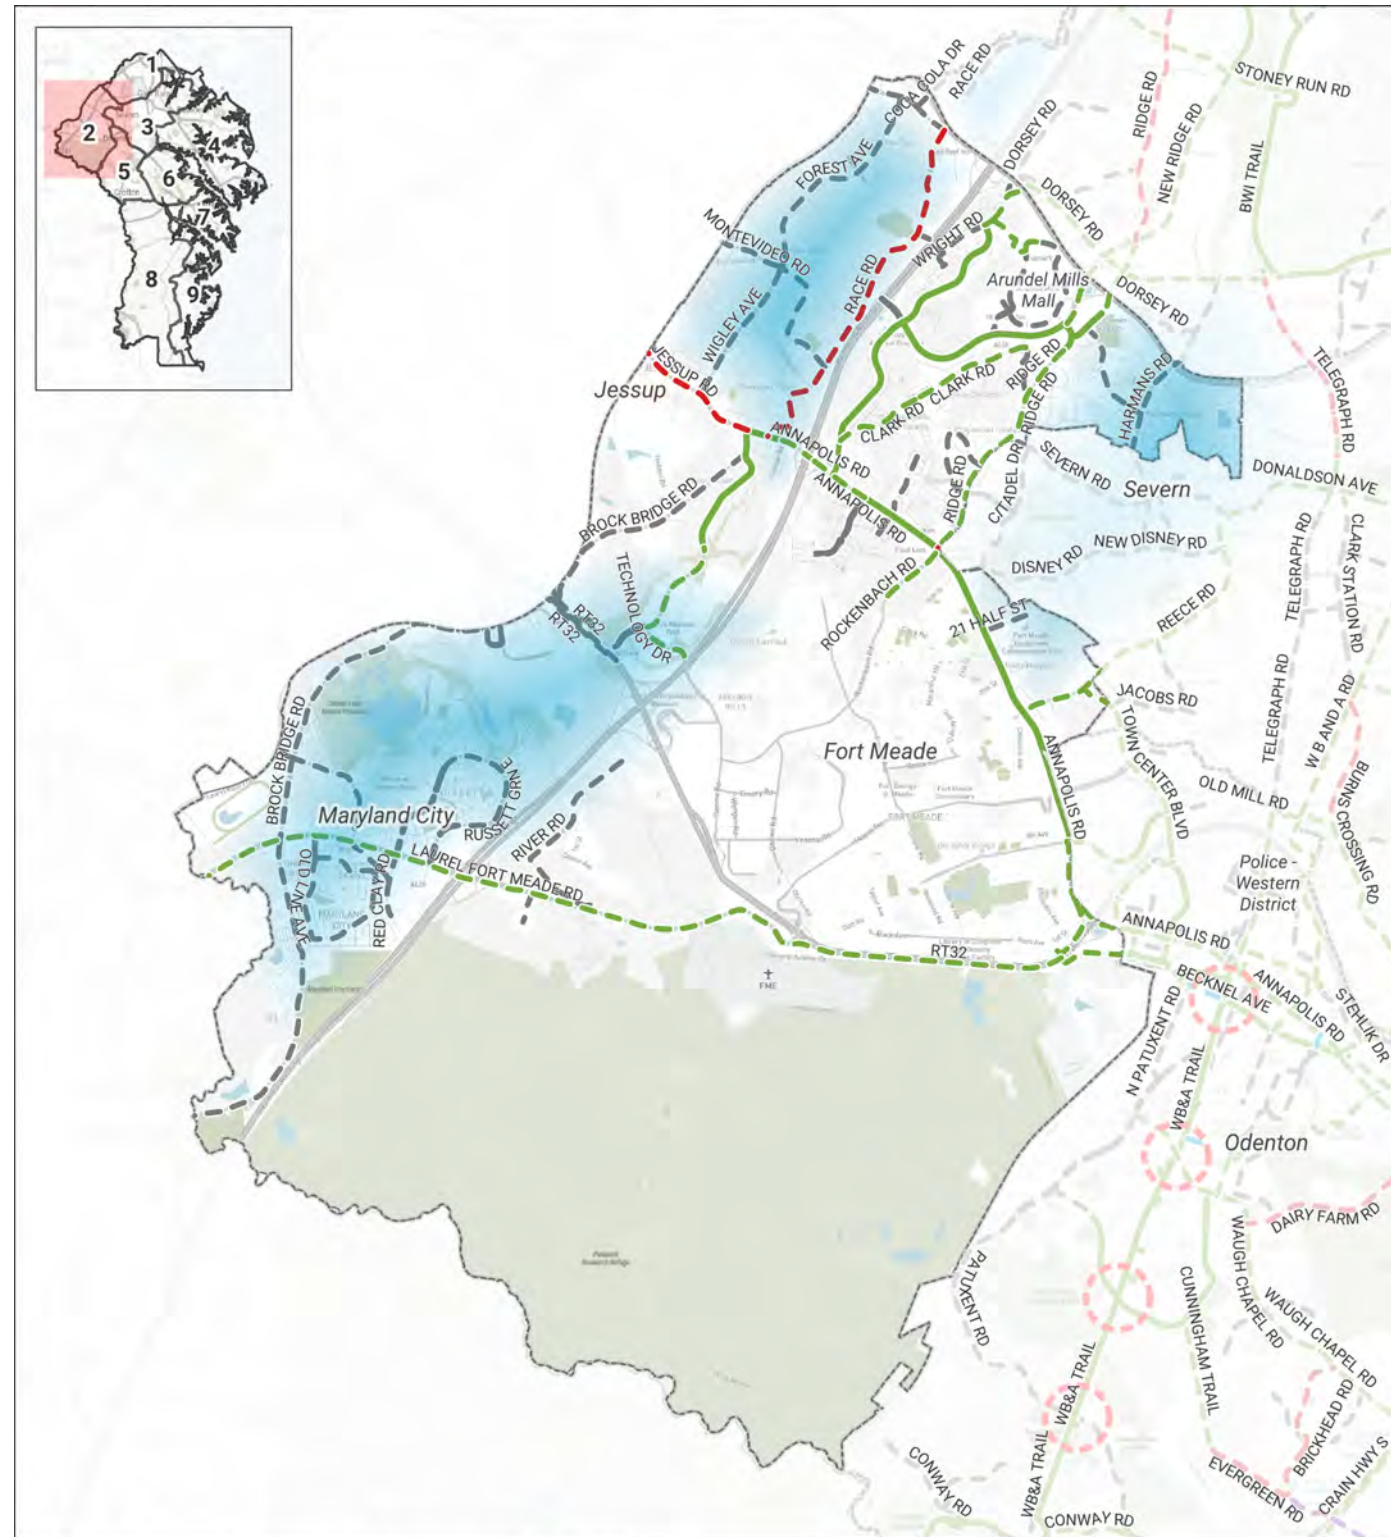 1
2
3
4
5
6
7
8
9
Crofton
COCA COLA DR
RACE RD
STONEY RUN RD
RIDGE RD
NEW RIDGE RD
BWI TRAIL
DORSEY RD
FOREST AVE
DORSEY RD
MONTEVIDEO RD
WRIGHT RD
Arundel Mills
Mall
RACE RD
DORSEY RD
WIGLEY AVE
JESSUP RD
Jessup
RIDGE RD
CLARK RD
CLARK RD
RIDGE RD
HARMANS RD
TELEGRAPH RD
ANNAPOLIS RD
CITADEL DR
SEVERN RD
Severn
DONALDSON AVE
ANNAPOLIS RD
RIDGE RD
BROCK BRIDGE RD
NEW DISNEY RD
DISNEY RD
TELEGRAPH RD
CLARK STATION RD
TECHNOLOGY DR
ROCKENBACH RD
RT32
RT32
21 HALF ST
REECE RD
JACOBS RD
TELEGRAPH RD
W B AND A RD
BROCK BRIDGE RD
Fort Meade
ANNAPOLIS RD
TOWN CENTER BLVD
OLD MILL RD
BURNS CROSSING RD
Maryland City
RUSSETT GRN E
RIVER RD
LAUREL FORT MEADE RD
OLD LINE AVE
RED CLAY RD
FORT MEADE
Police -
Western
District
ANNAPOLIS RD
RT32
FME
BECKNEL AVE
ANNAPOLIS RD
STEHLIK DR
N PATUXENT RD
WB&A TRAIL
Odenton
DAIRY FARM RD
WAUGH CHAPEL RD
PATUXENT RD
CUNNINGHAM TRAIL
WAUGH CHAPEL RD
WB&A TRAIL
BRICKHEAD RD
CONWAY RD
WB&A TRAIL
EVERGREEN RD
CRAIN HWY S
CONWAY RD